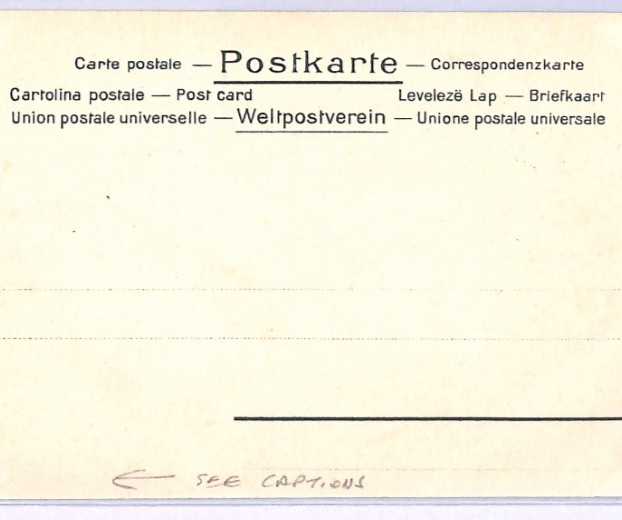 Carte postale — Postkarte — Correspondenzkarte
Cartolina postale — Post card Levelezë Lap — Briefkaart
Union postale universelle — Weltpostverein — Unione postale universale
← SEE CAPTIONS